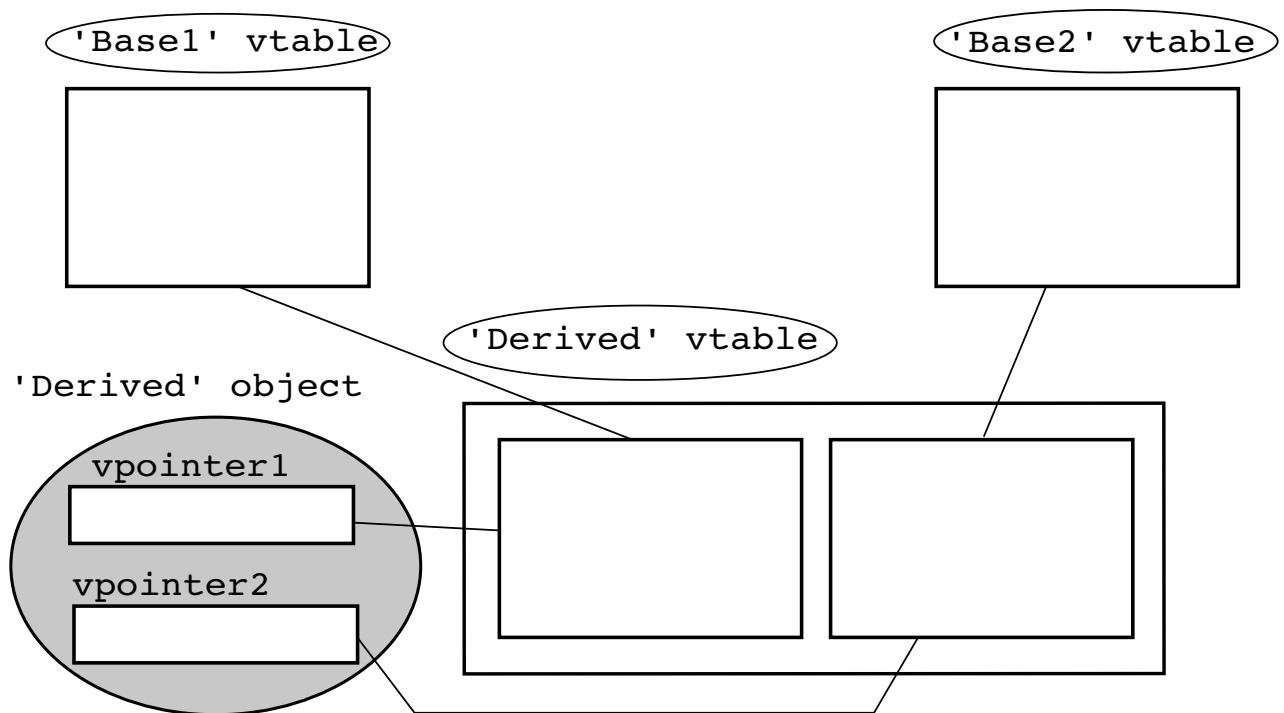 'Base1' vtable
'Base2' vtable
'Derived' vtable
'Derived' object
vpointer1
vpointer2